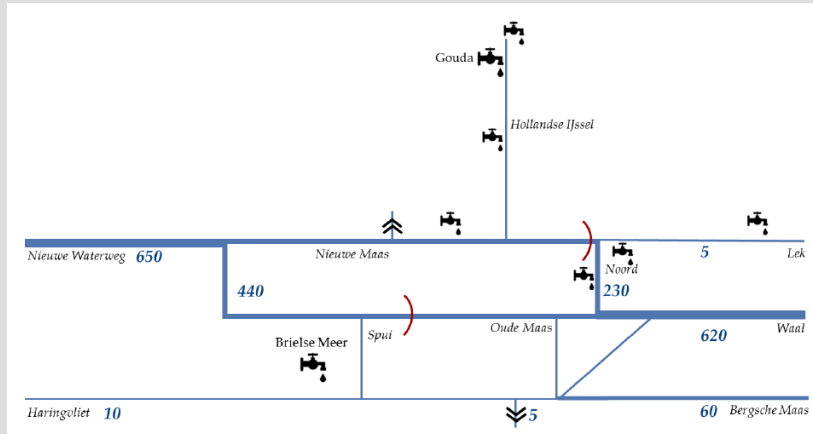 Gouda
Hollandse IJssel
Nieuwe Waterweg 650
Nieuwe Maas
5 Lek
Noord
440
230
Brielse Meer
Spui
Oude Maas
620 Waal
Haringvliet 10
5
60 Bergsche Maas